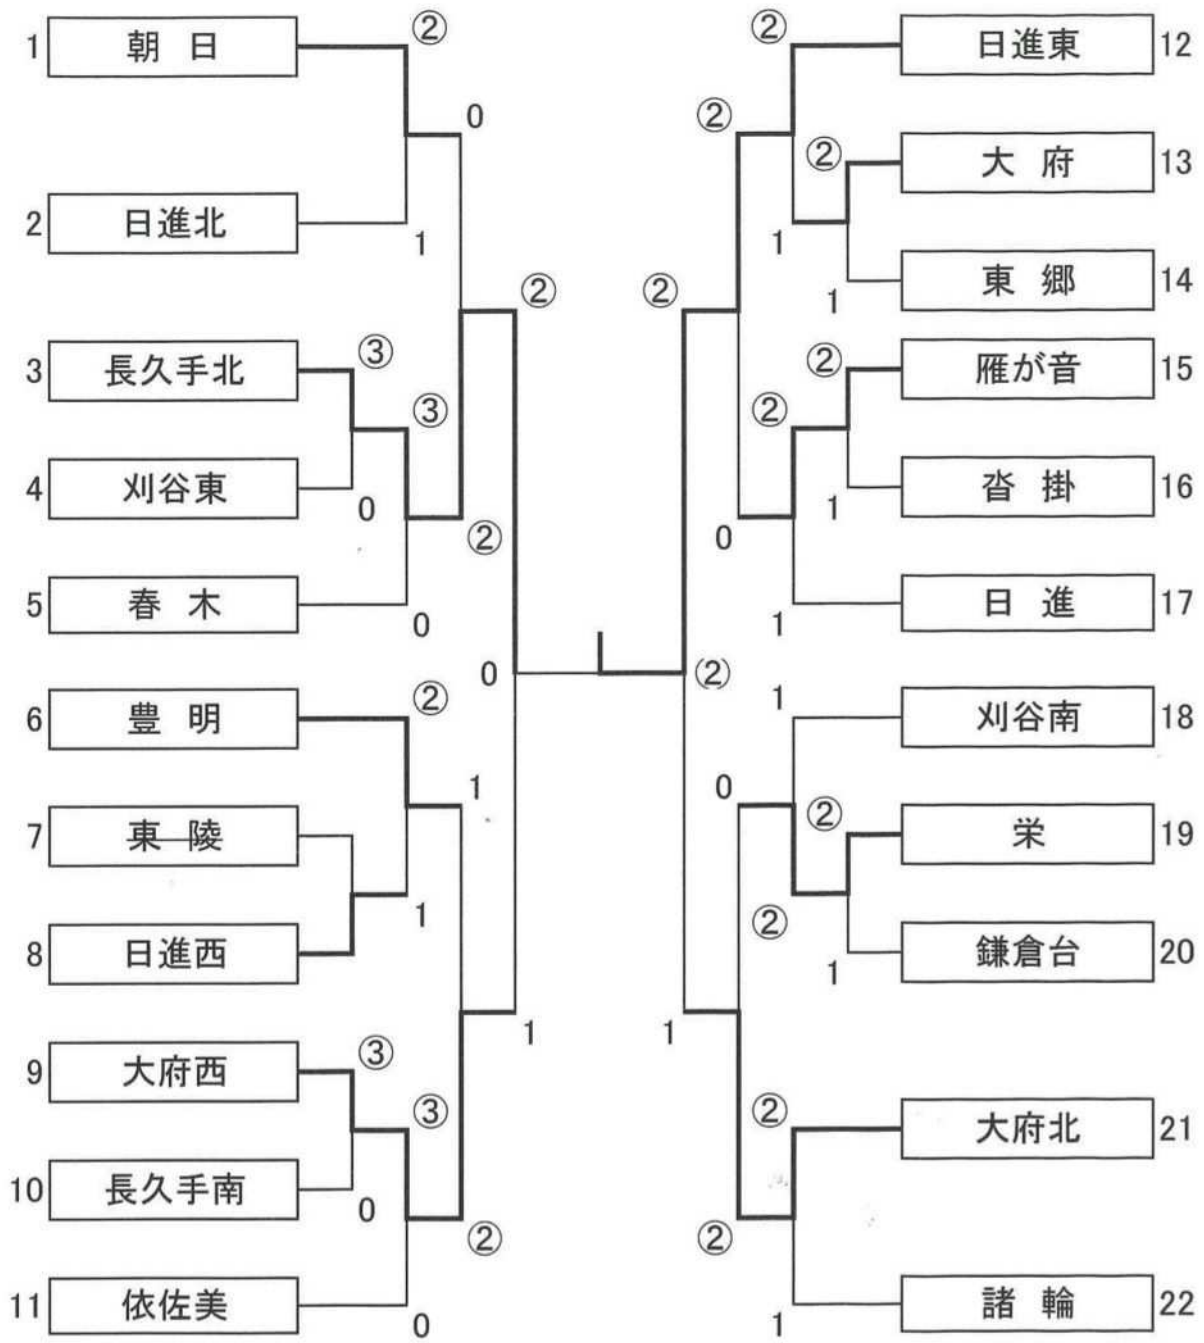 ②
②
1 朝 日
日進東 12
0
②
②
大 府 13
2 日進北
1
1
東 郷 14
1
②
②
3 長久手北
③
②
雁が音 15
③
②
4 刈谷東
0
沓 掛 16
1
②
0
5 春 木
日 進 17
0
1
0
(2)
②
1
6 豊 明
刈谷南 18
1
0
②
7 東 陵
栄 19
1
②
8 日進西
鎌倉台 20
1
1
1
9 大府西
③
③
②
大府北 21
10 長久手南
0
②
②
11 依佐美
諸 輪 22
0
1